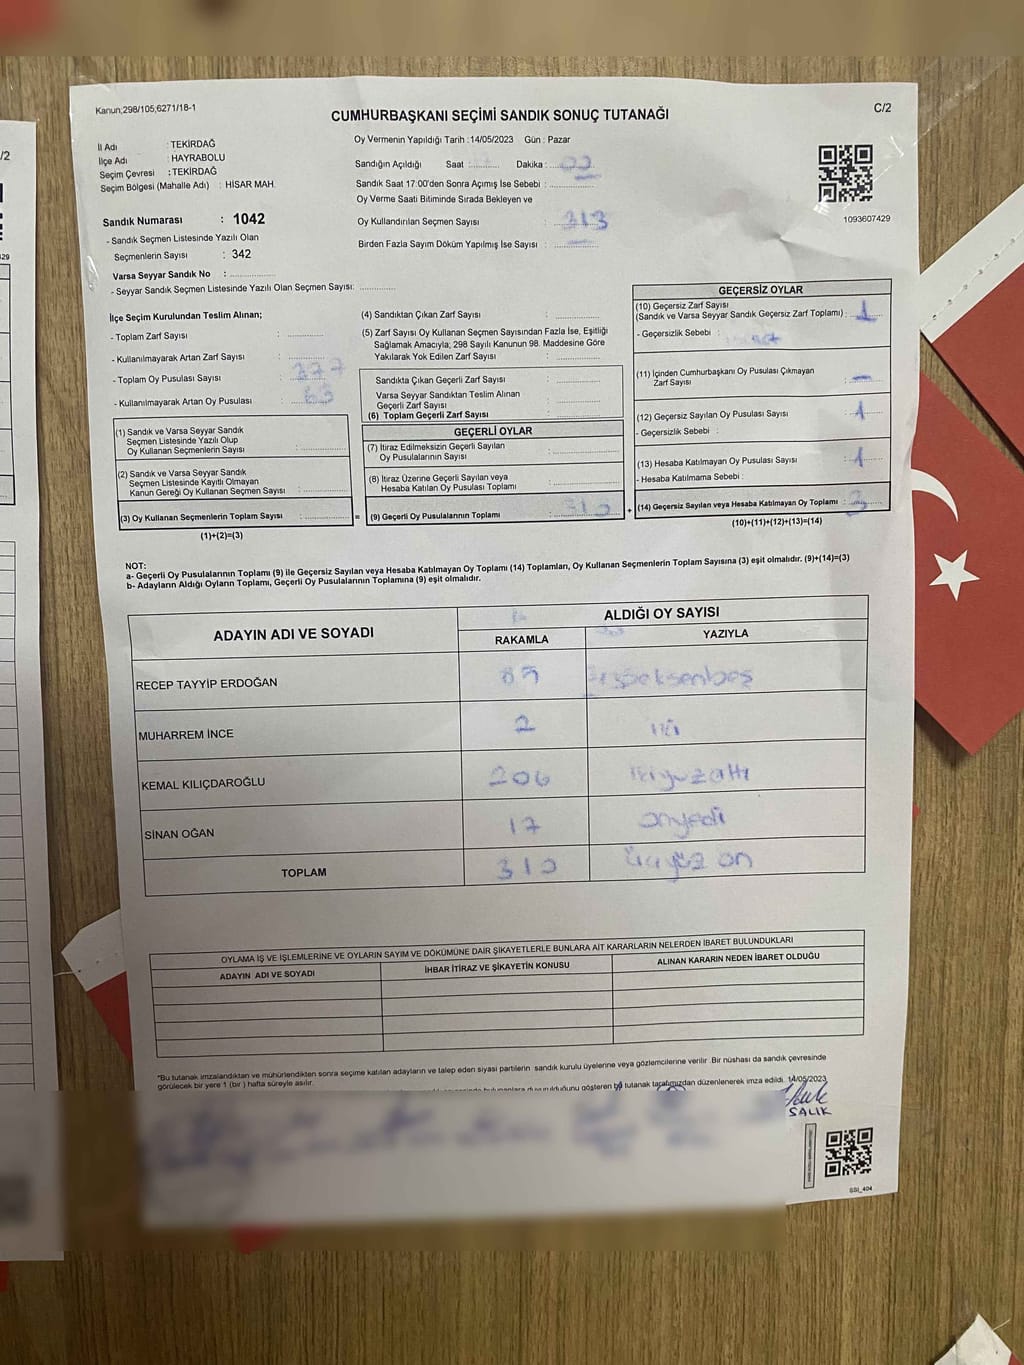 Kanun;298/105,6271/18-1
C/2
CUMHURBAŞKANI SEÇİMİ SANDIK SONUÇ TUTANAĞI
İl Adı : TEKİRDAĞ
İlçe Adı : HAYRABOLU
Seçim Çevresi : TEKİRDAĞ
Seçim Bölgesi (Mahalle Adı) : HİSAR MAH.
Oy Vermenin Yapıldığı Tarih :14/05/2023 Gün : Pazar
Sandığın Açıldığı Saat :.......... Dakika :
Sandık Saat 17:00'den Sonra Açımış İse Sebebi : ..............
Oy Verme Saati Bitiminde Sırada Bekleyen ve
Oy Kullandırılan Seçmen Sayısı : 313
Birden Fazla Sayım Döküm Yapılmış İse Sayısı :
1093607429
Sandık Numarası : 1042
- Sandık Seçmen Listesinde Yazılı Olan
Seçmenlerin Sayısı : 342
Varsa Seyyar Sandık No : ..............
- Seyyar Sandık Seçmen Listesinde Yazılı Olan Seçmen Sayısı: ............
İlçe Seçim Kurulundan Teslim Alınan;
- Toplam Zarf Sayısı : ............
- Kullanılmayarak Artan Zarf Sayısı : ............
- Toplam Oy Pusulası Sayısı : 377
- Kullanılmayarak Artan Oy Pusulası : 63
(1) Sandık ve Varsa Seyyar Sandık
Seçmen Listesinde Yazılı Olup
Oy Kullanan Seçmenlerin Sayısı :
(2) Sandık ve Varsa Seyyar Sandık
Seçmen Listesinde Kayıtlı Olmayan
Kanun Gereği Oy Kullanan Seçmen Sayısı :
(3) Oy Kullanan Seçmenlerin Toplam Sayısı :
(1)+(2)=(3)
(4) Sandıktan Çıkan Zarf Sayısı : ............
(5) Zarf Sayısı Oy Kullanan Seçmen Sayısından Fazla İse, Eşitliği
Sağlamak Amacıyla; 298 Sayılı Kanunun 98. Maddesine Göre
Yakılarak Yok Edilen Zarf Sayısı : ............
Sandıkta Çıkan Geçerli Zarf Sayısı : ............
Varsa Seyyar Sandıktan Teslim Alınan
Geçerli Zarf Sayısı : ............
(6) Toplam Geçerli Zarf Sayısı : ............
=
GEÇERLİ OYLAR
(7) İtiraz Edilmeksizin Geçerli Sayılan
Oy Pusulalarının Sayısı :
(8) İtiraz Üzerine Geçerli Sayılan veya
Hesaba Katılan Oy Pusulası Toplamı :
(9) Geçerli Oy Pusulalarının Toplamı : 310
+
GEÇERSİZ OYLAR
(10) Geçersiz Zarf Sayısı
(Sandık ve Varsa Seyyar Sandık Geçersiz Zarf Toplamı) : 1
- Geçersizlik Sebebi :
(11) İçinden Cumhurbaşkanı Oy Pusulası Çıkmayan
Zarf Sayısı : -
(12) Geçersiz Sayılan Oy Pusulası Sayısı : 1
- Geçersizlik Sebebi :
(13) Hesaba Katılmayan Oy Pusulası Sayısı : 1
- Hesaba Katılmama Sebebi :
(14) Geçersiz Sayılan veya Hesaba Katılmayan Oy Toplamı : 3
(10)+(11)+(12)+(13)=(14)
NOT:
a- Geçerli Oy Pusulalarının Toplamı (9) ile Geçersiz Sayılan veya Hesaba Katılmayan Oy Toplamı (14) Toplamları, Oy Kullanan Seçmenlerin Toplam Sayısına (3) eşit olmalıdır. (9)+(14)=(3)
b- Adayların Aldığı Oyların Toplamı, Geçerli Oy Pusulalarının Toplamına (9) eşit olmalıdır.
ADAYIN ADI VE SOYADI
ALDIĞI OY SAYISI
RAKAMLA YAZIYLA
RECEP TAYYİP ERDOĞAN 85 seksenbeş
MUHARREM İNCE 2 iki
KEMAL KILIÇDAROĞLU 206 ikiyüzaltı
SİNAN OĞAN 17 onyedi
TOPLAM 310 üçyüz on
OYLAMA İŞ VE İŞLEMLERİNE VE OYLARIN SAYIM VE DÖKÜMÜNE DAİR ŞİKAYETLERLE BUNLARA AİT KARARLARIN NELERDEN İBARET BULUNDUKLARI
ADAYIN ADI VE SOYADI İHBAR İTİRAZ VE ŞİKAYETİN KONUSU ALINAN KARARIN NEDEN İBARET OLDUĞU
*Bu tutanak imzalandıktan ve mühürlendikten sonra seçime katılan adayların ve talep eden siyasi partilerin sandık kurulu üyelerine veya gözlemcilerine verilir. Bir nüshası da sandık çevresinde
görülecek bir yere 1 (bir ) hafta süreyle asılır.
duyurulduğunu gösteren bu tutanak tarafımızdan düzenlenerek imza edildi. 14/05/2023
SALIK
SSI_404
/2
429